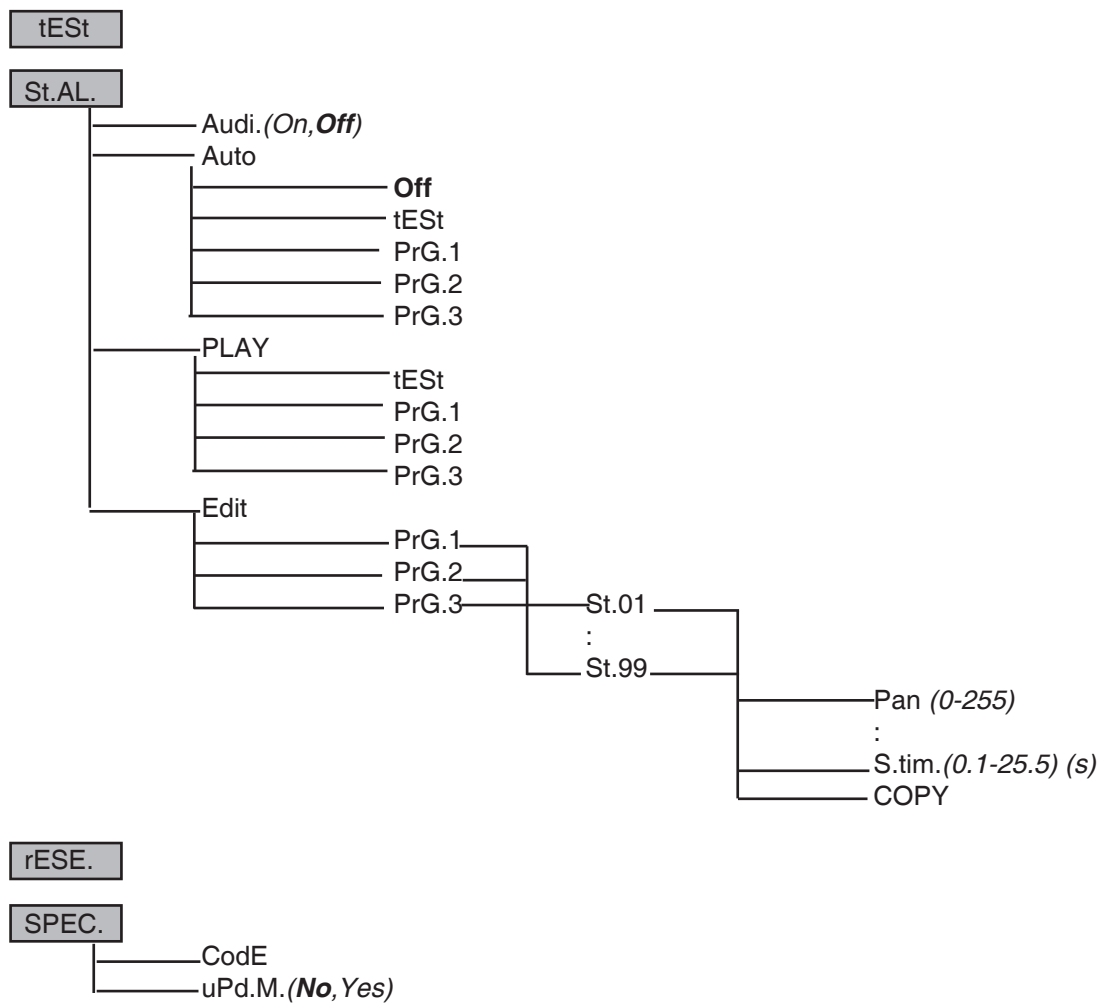 tESt
St.AL.
Audi.(On,Off)
Auto
Off
tESt
PrG.1
PrG.2
PrG.3
PLAY
tESt
PrG.1
PrG.2
PrG.3
Edit
PrG.1
PrG.2
PrG.3
St.01
:
St.99
Pan (0-255)
:
S.tim.(0.1-25.5) (s)
COPY
rESE.
SPEC.
CodE
uPd.M.(No,Yes)